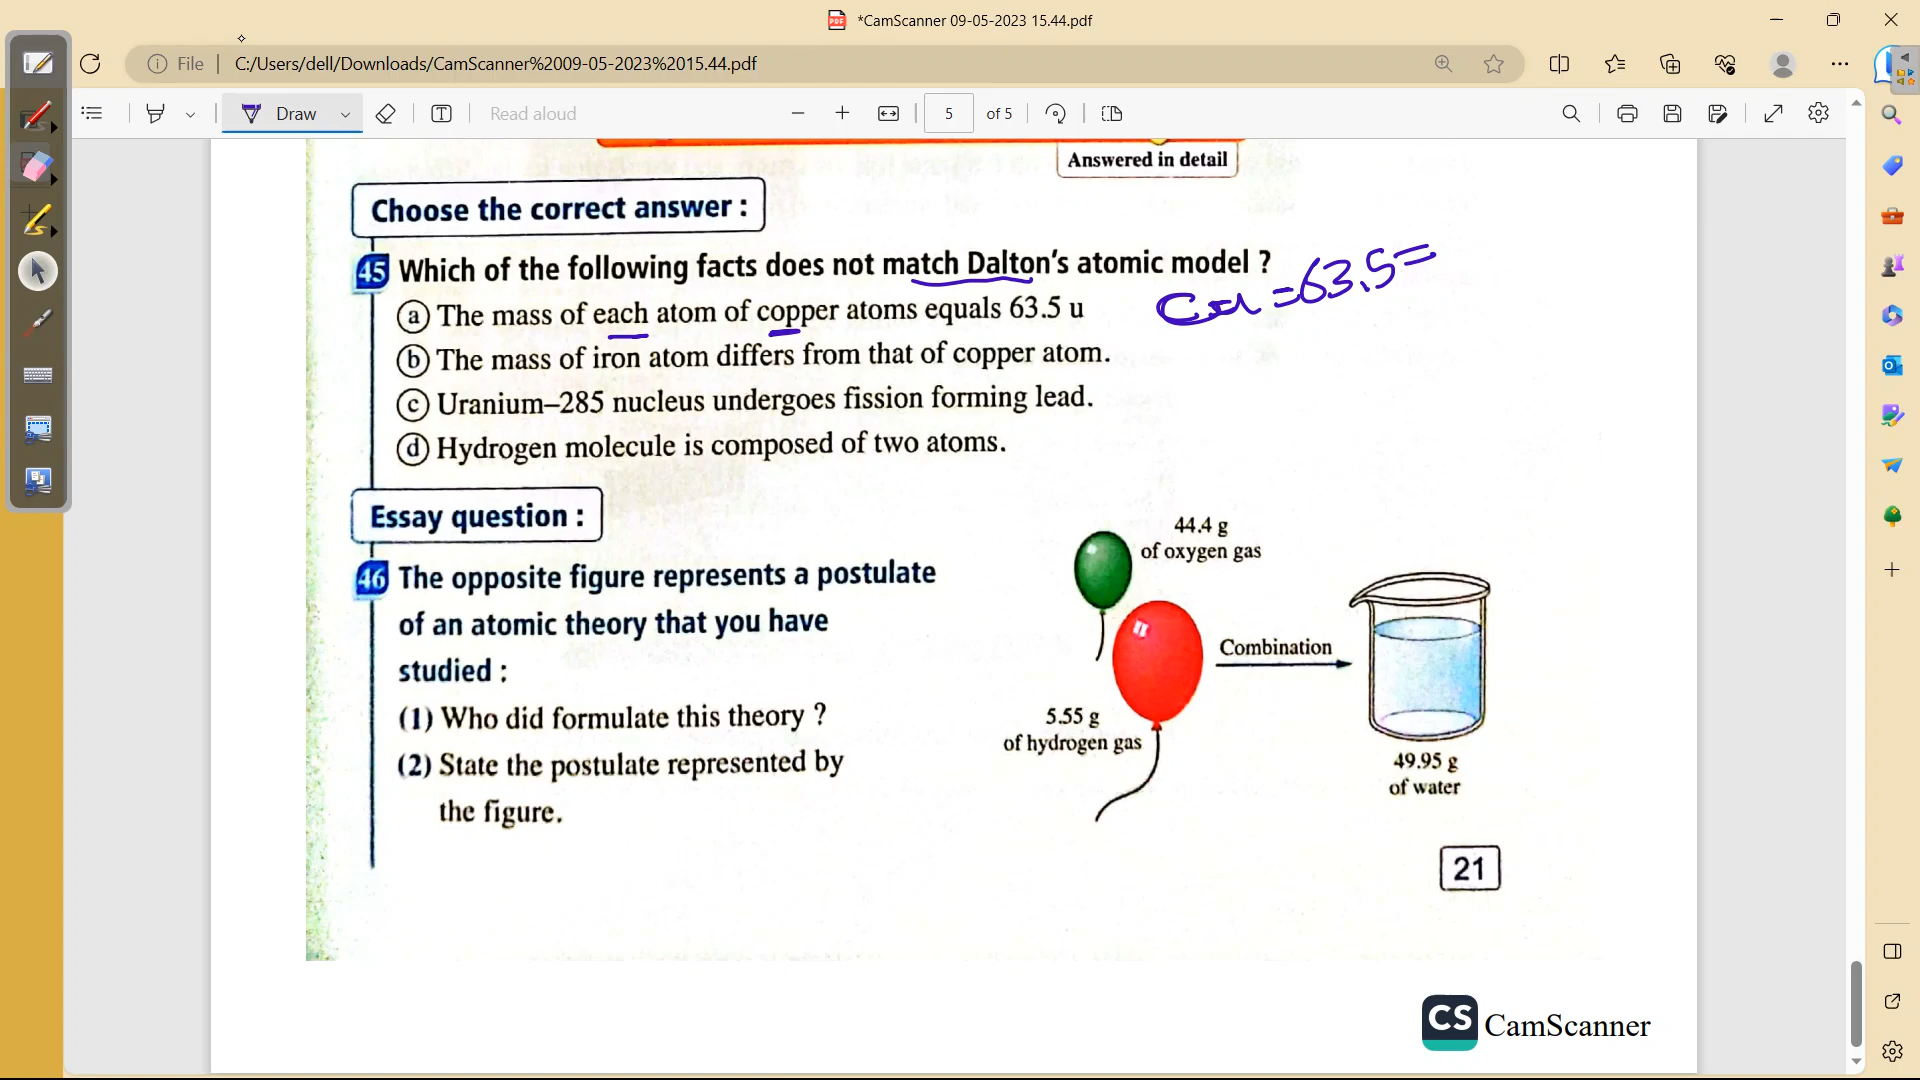 *CamScanner 09-05-2023 15.44.pdf
File
C:/Users/dell/Downloads/CamScanner%2009-05-2023%2015.44.pdf
Draw
Read aloud
5
of 5
Answered in detail
Choose the correct answer :
45 Which of the following facts does not match Dalton's atomic model ?
Cu = 63.5 =
a The mass of each atom of copper atoms equals 63.5 u
b The mass of iron atom differs from that of copper atom.
c Uranium–285 nucleus undergoes fission forming lead.
d Hydrogen molecule is composed of two atoms.
Essay question :
46 The opposite figure represents a postulate
of an atomic theory that you have
studied :
(1) Who did formulate this theory ?
(2) State the postulate represented by
the figure.
44.4 g
of oxygen gas
Combination
5.55 g
of hydrogen gas
49.95 g
of water
21
CS CamScanner